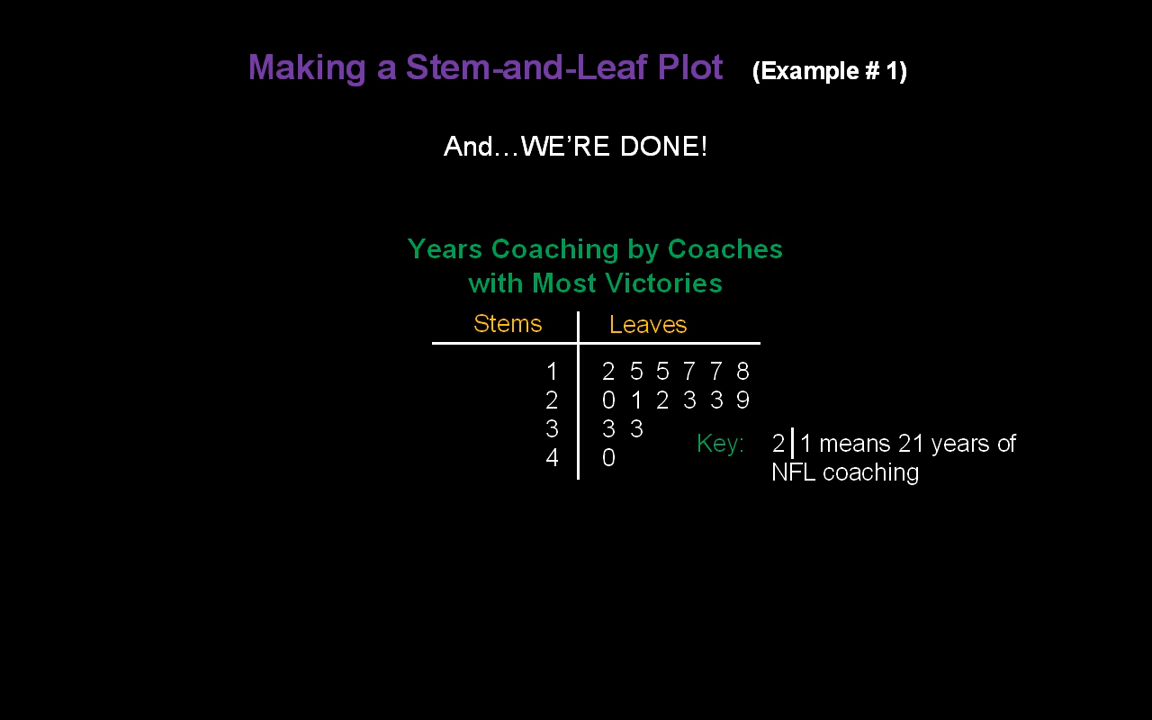 Making a Stem-and-Leaf Plot (Example # 1)
And…WE’RE DONE!
Years Coaching by Coaches
with Most Victories
Stems Leaves
1 2 5 5 7 7 8
2 0 1 2 3 3 9
3 3 3
4 0
Key: 2|1 means 21 years of
NFL coaching